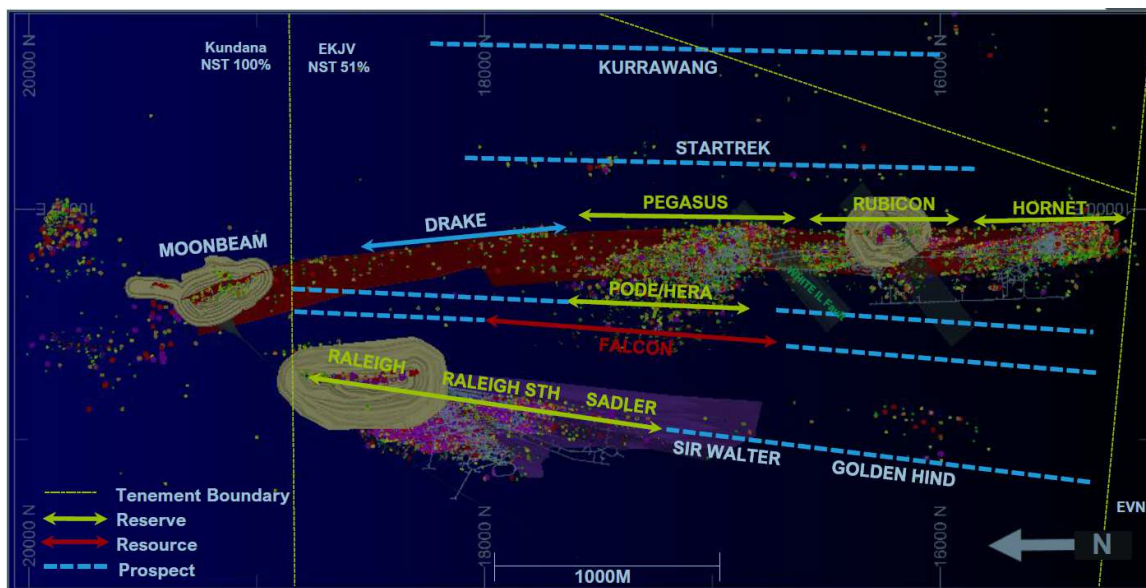 20000 N
Kundana
NST 100%
EKJV
NST 51%
18000 N
16000 N
KURRAWANG
STARTREK
PEGASUS
RUBICON
HORNET
DRAKE
MOONBEAM
PODE/HERA
FALCON
RALEIGH
RALEIGH STH
SADLER
SIR WALTER
GOLDEN HIND
Tenement Boundary
Reserve
Resource
Prospect
20000 N
18000 N
16000 N
1000M
EVN
N